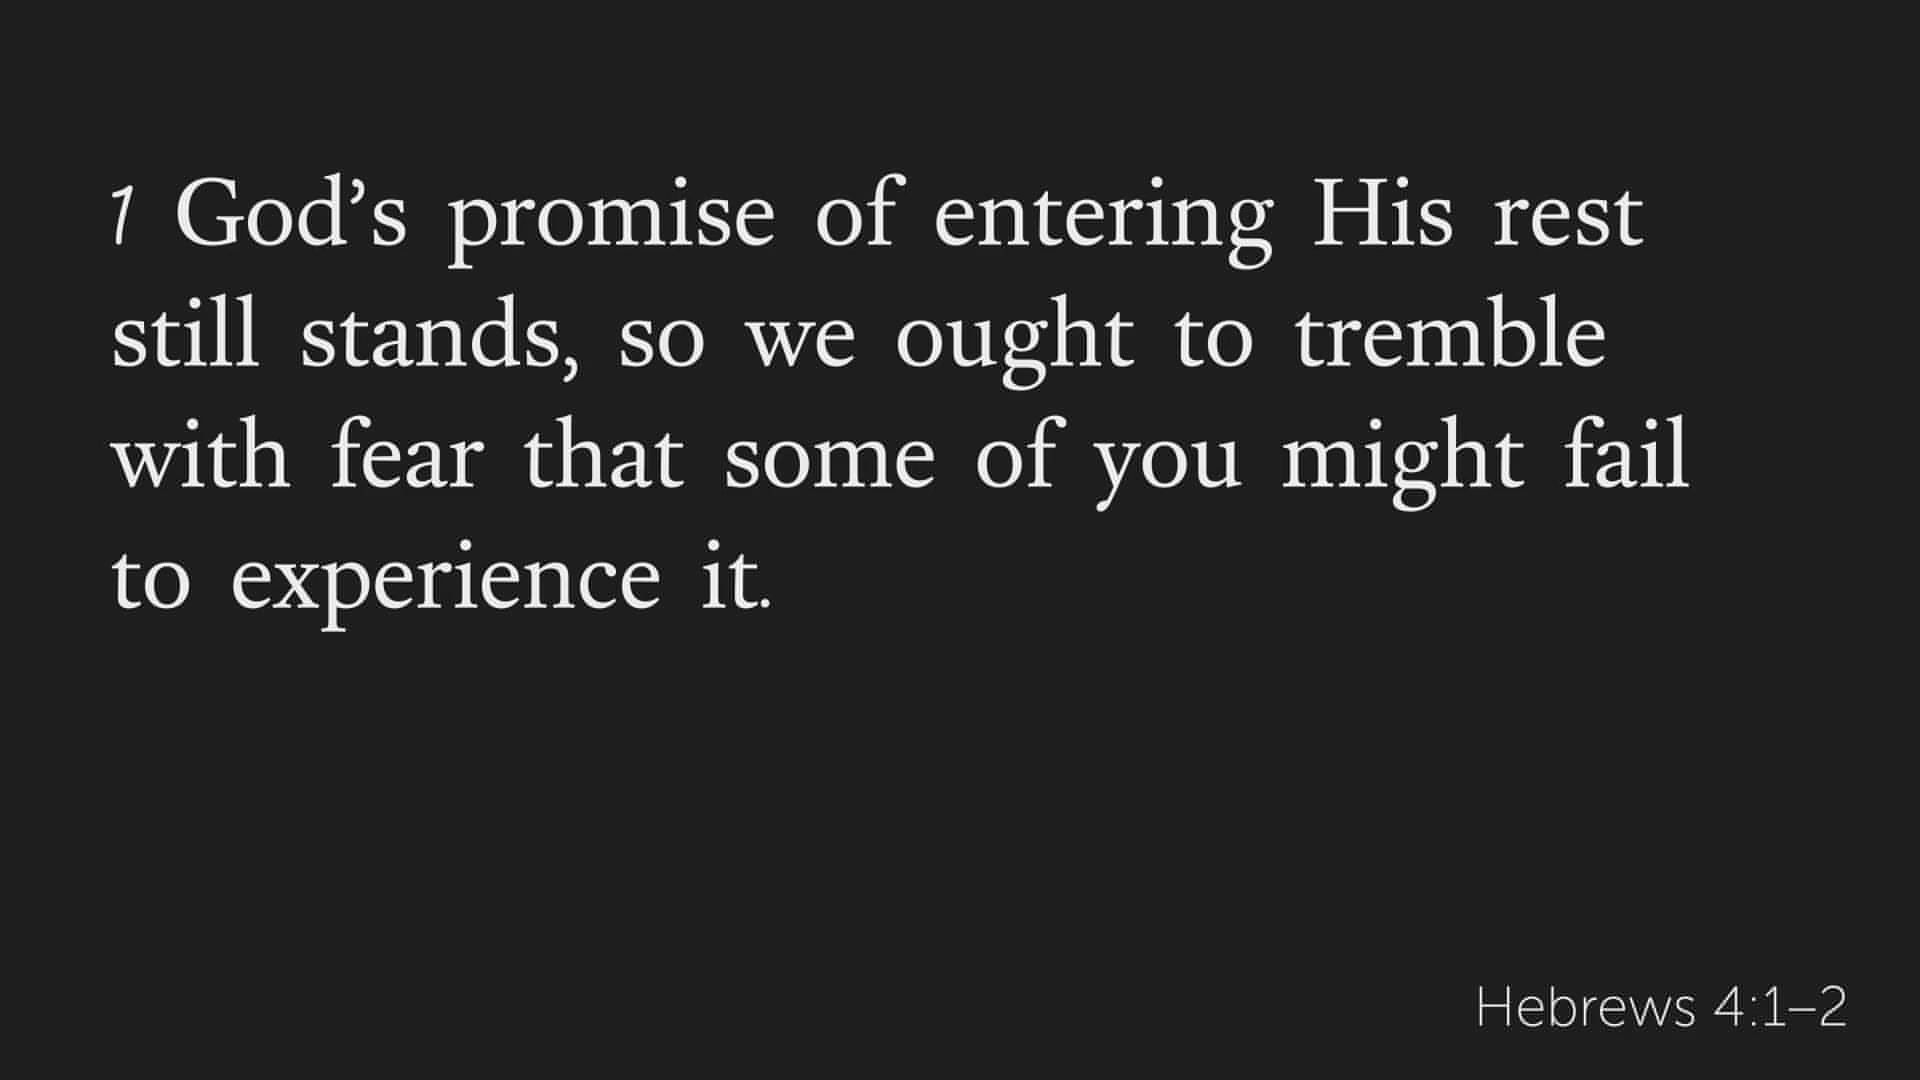 1 God’s promise of entering His rest
still stands, so we ought to tremble
with fear that some of you might fail
to experience it.
Hebrews 4:1–2